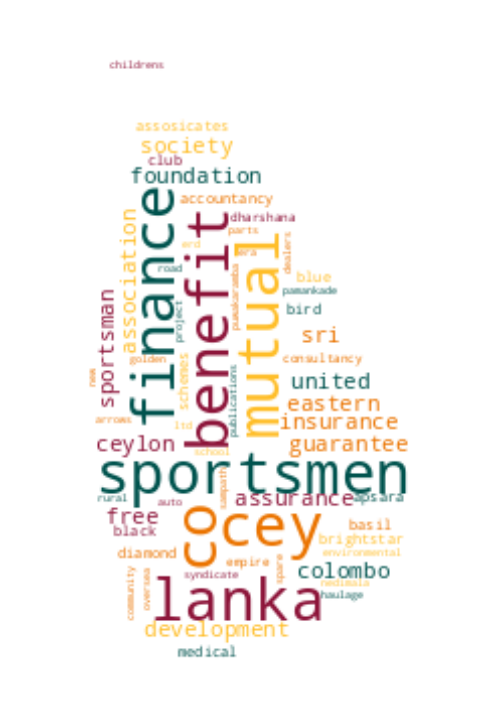 childrens
assosicates
society
club
foundation
accountancy
finance
benefit
mutual
association
dharshana
parts
erd
era
dealers
road
project
puwakaramba
blue
pamankade
bird
sportsman
sri
golden
consultancy
new
schemes
publications
united
eastern
arrows
ltd
insurance
ceylon
school
guarantee
sportsmen
sampath
rural
auto
assurance
apsara
free
black
co
cey
basil
brightstar
diamond
environmental
empire
spare
colombo
community
oversea
syndicate
nedimala
lanka
haulage
development
medical